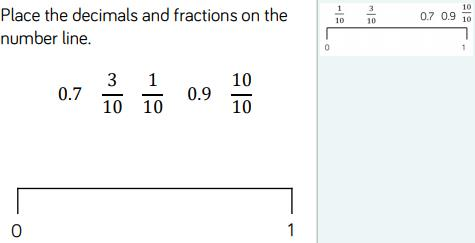 Place the decimals and fractions on the
number line.
0.7 3/10 1/10 0.9 10/10
0 1
1/10 3/10 0.7 0.9 10/10
0 1